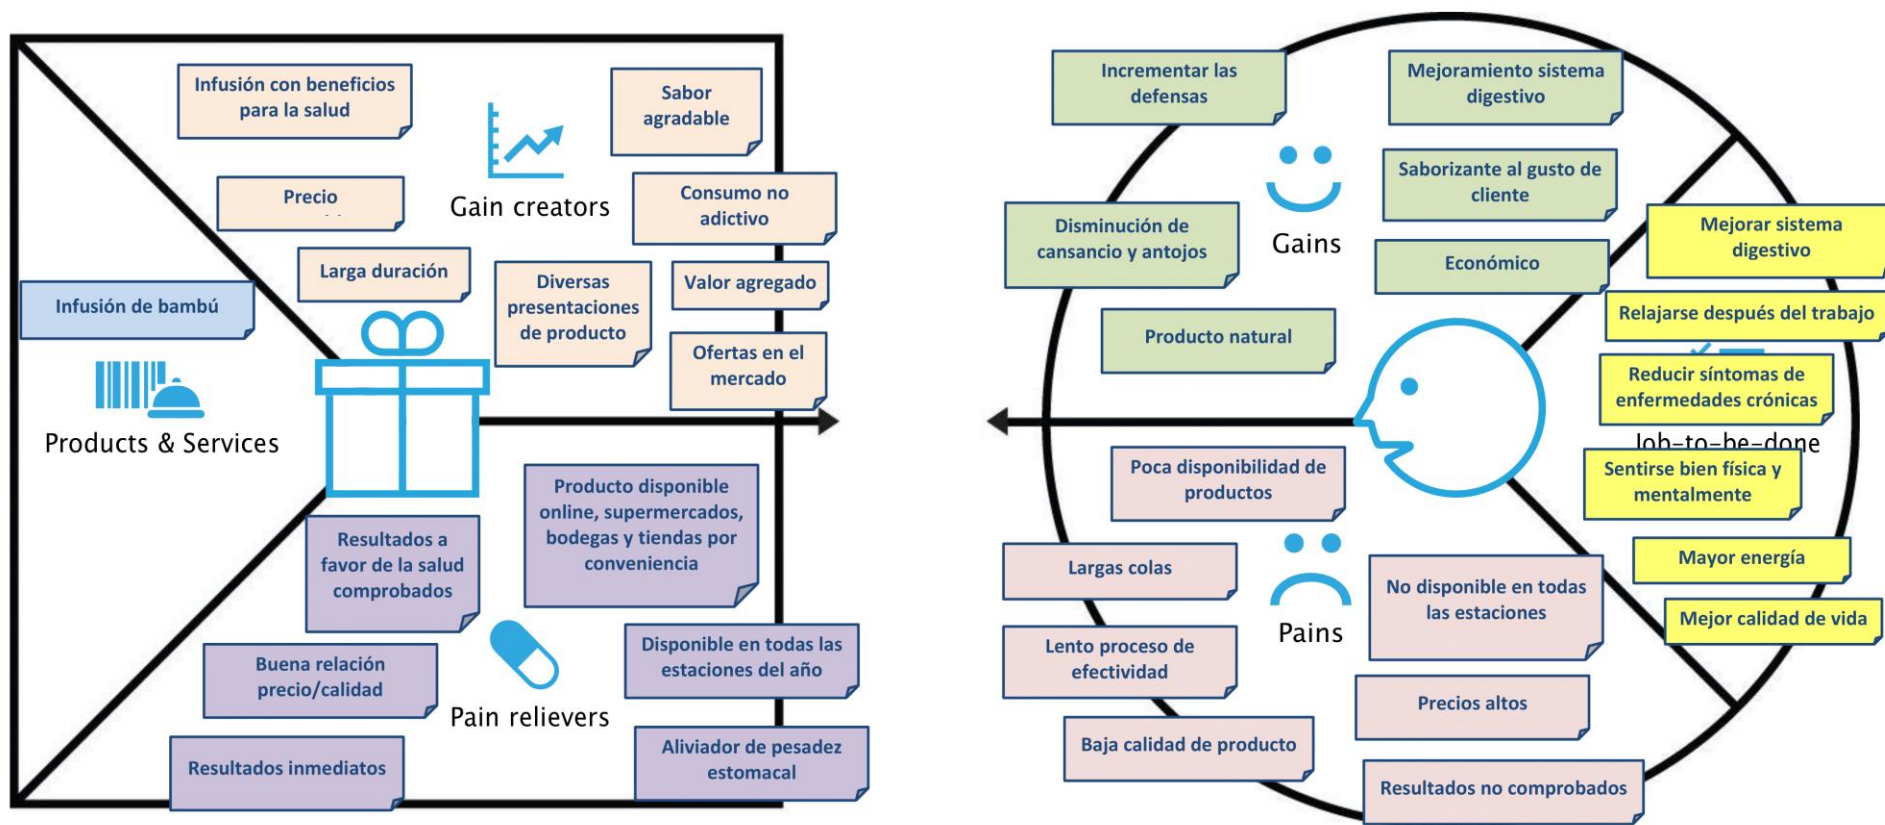 Infusión con beneficios
para la salud
Sabor
agradable
Precio
Gain creators
Consumo no
adictivo
Larga duración
Diversas
presentaciones
de producto
Valor agregado
Ofertas en el
mercado
Infusión de bambú
Products & Services
Producto disponible
online, supermercados,
bodegas y tiendas por
conveniencia
Resultados a
favor de la salud
comprobados
Buena relación
precio/calidad
Pain relievers
Disponible en todas las
estaciones del año
Resultados inmediatos
Aliviador de pesadez
estomacal
Incrementar las
defensas
Mejoramiento sistema
digestivo
Saborizante al gusto de
cliente
Disminución de
cansancio y antojos
Gains
Económico
Producto natural
Mejorar sistema
digestivo
Relajarse después del trabajo
Reducir síntomas de
enfermedades crónicas
Job-to-be-done
Sentirse bien física y
mentalmente
Mayor energía
Mejor calidad de vida
Poca disponibilidad de
productos
Largas colas
No disponible en todas
las estaciones
Pains
Lento proceso de
efectividad
Precios altos
Baja calidad de producto
Resultados no comprobados